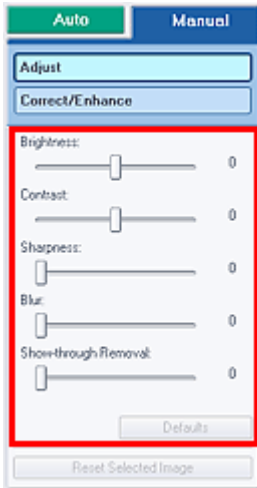 Auto Manual
Adjust
Correct/Enhance
Brightness:
0
Contrast:
0
Sharpness:
0
Blur:
0
Show-through Removal:
0
Defaults
Reset Selected Image